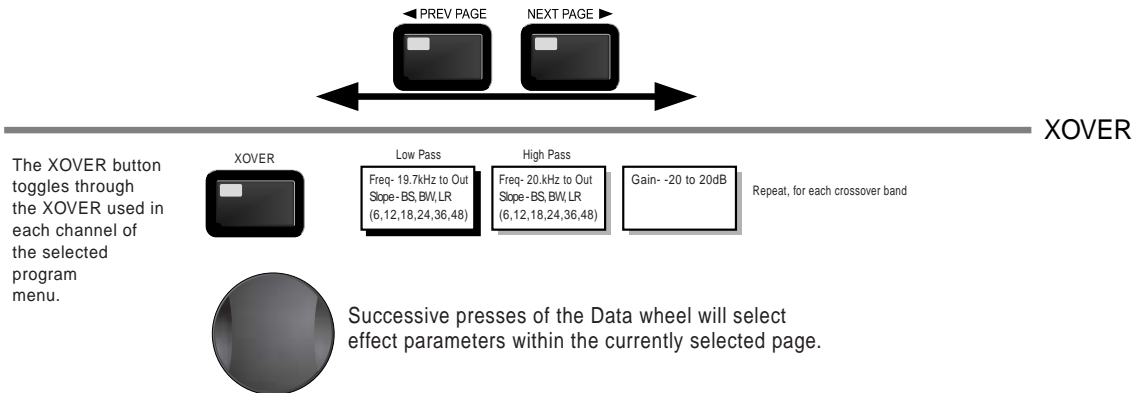 ◄ PREV PAGE NEXT PAGE ►
XOVER
The XOVER button
toggles through
the XOVER used in
each channel of
the selected
program
menu.
XOVER
Low Pass
Freq- 19.7kHz to Out
Slope - BS, BW, LR
(6,12,18,24,36,48)
High Pass
Freq- 20.kHz to Out
Slope - BS, BW, LR
(6,12,18,24,36,48)
Gain- -20 to 20dB
Repeat, for each crossover band
Successive presses of the Data wheel will select
effect parameters within the currently selected page.